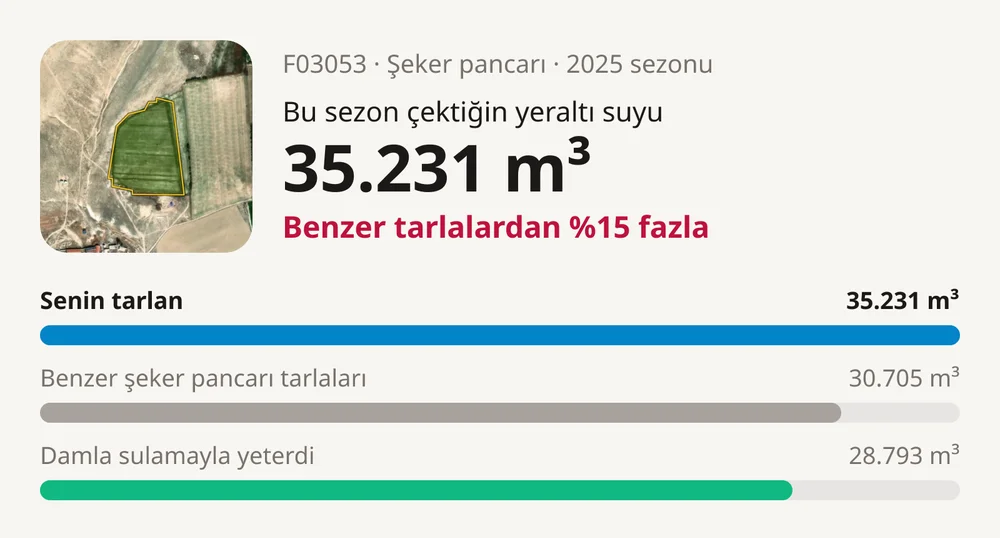 F03053 · Şeker pancarı · 2025 sezonu
Bu sezon çektiğin yeraltı suyu
35.231 m³
Benzer tarlalardan %15 fazla
Senin tarlan 35.231 m³
Benzer şeker pancarı tarlaları 30.705 m³
Damla sulamayla yeterdi 28.793 m³